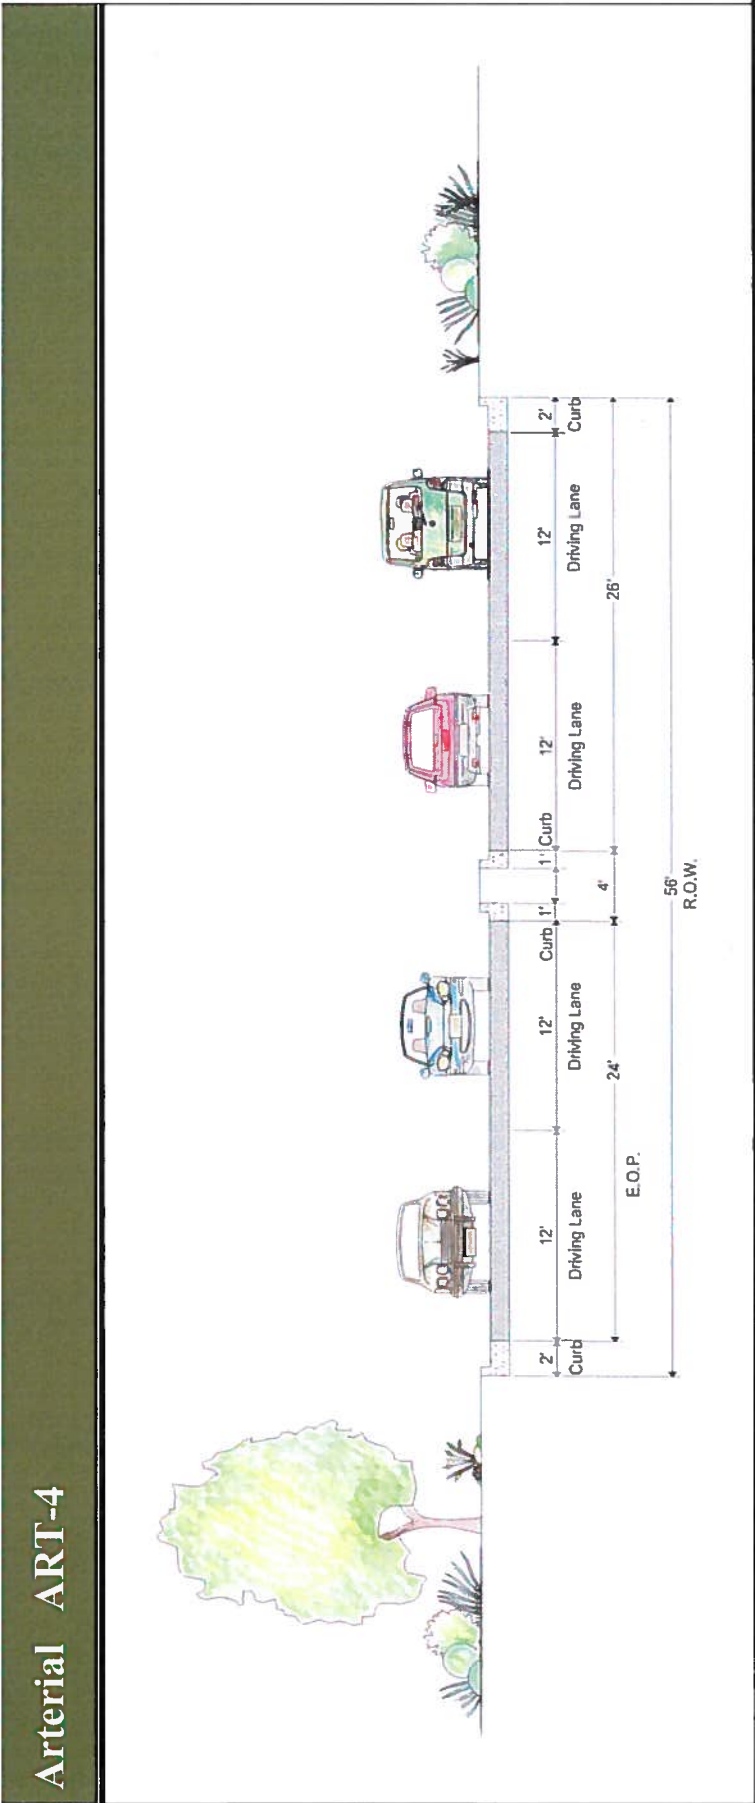 Arterial ART-4
2' 12' 12' 1' 1' 12' 12' 2'
Curb Driving Lane Driving Lane Curb Curb Driving Lane Driving Lane Curb
24' 4' 26'
E.O.P.
56'
R.O.W.